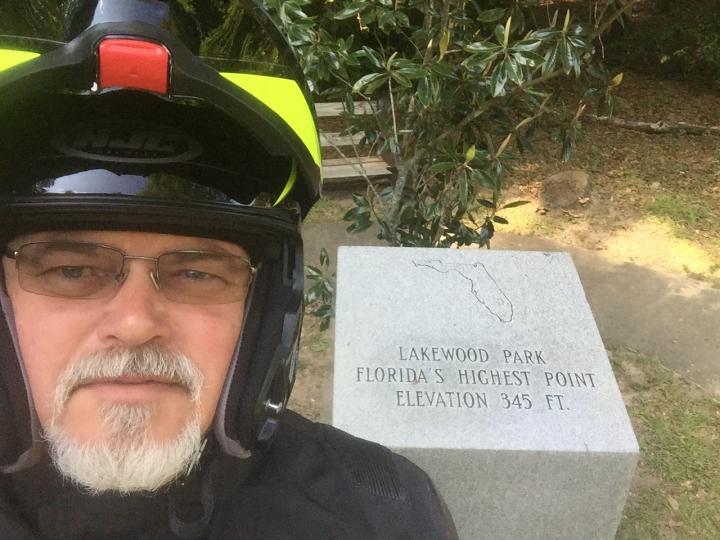 HJC
LAKEWOOD PARK
FLORIDA'S HIGHEST POINT
ELEVATION 345 FT.